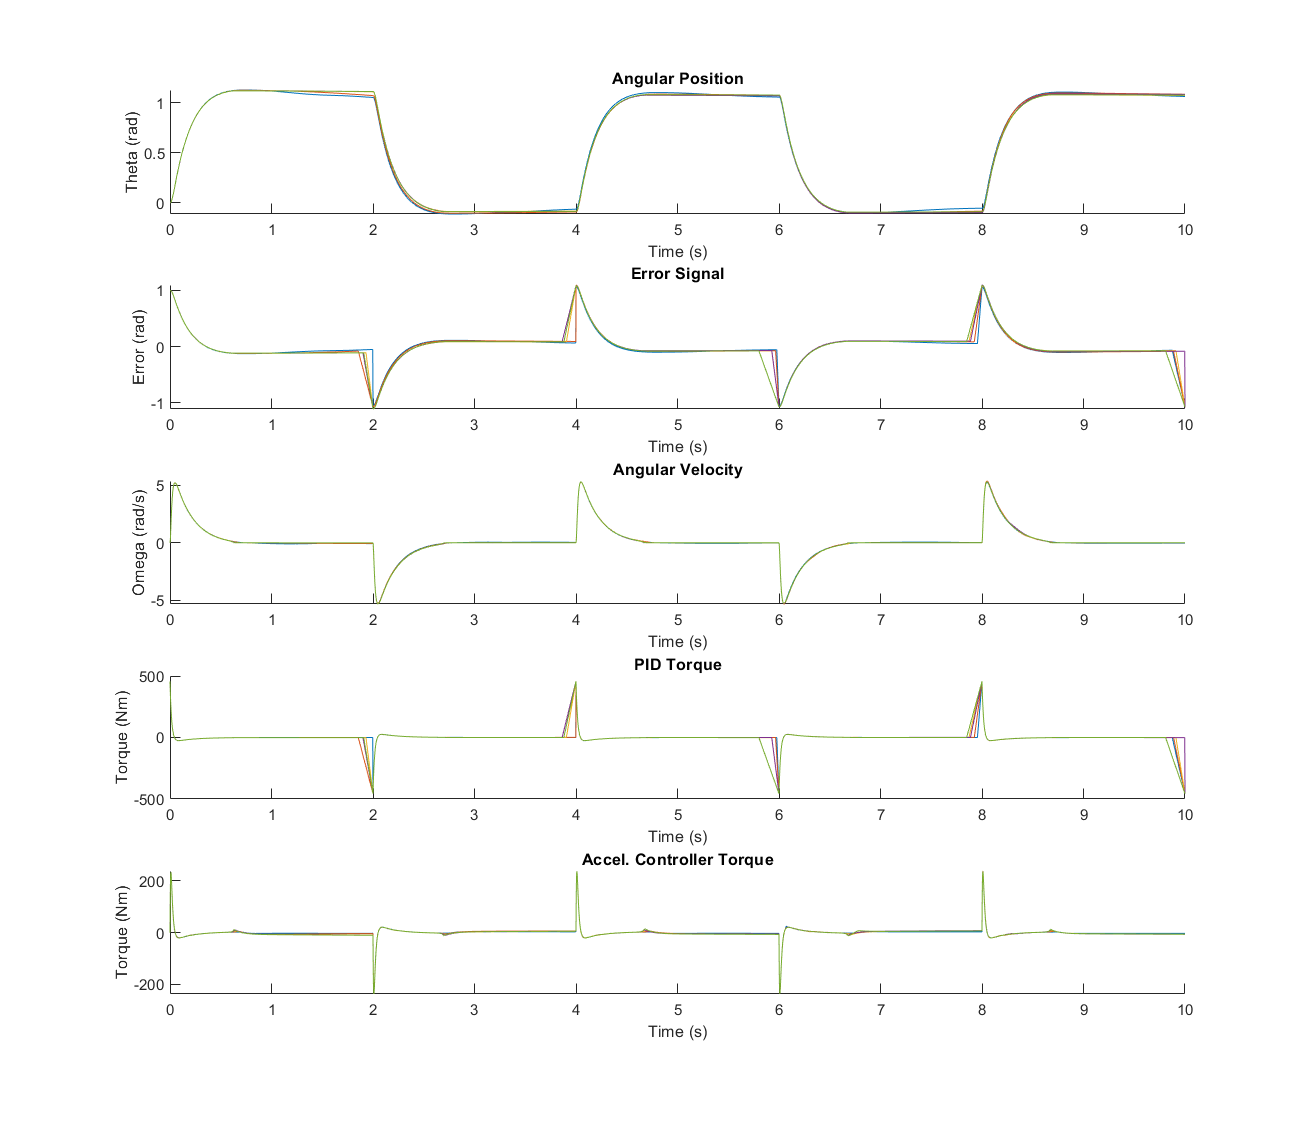 Angular Position
Theta (rad)
1
0.5
0
0 1 2 3 4 5 6 7 8 9 10
Time (s)
Error Signal
Error (rad)
1
0
-1
0 1 2 3 4 5 6 7 8 9 10
Time (s)
Angular Velocity
Omega (rad/s)
5
0
-5
0 1 2 3 4 5 6 7 8 9 10
Time (s)
PID Torque
Torque (Nm)
500
0
-500
0 1 2 3 4 5 6 7 8 9 10
Time (s)
Accel. Controller Torque
Torque (Nm)
200
0
-200
0 1 2 3 4 5 6 7 8 9 10
Time (s)